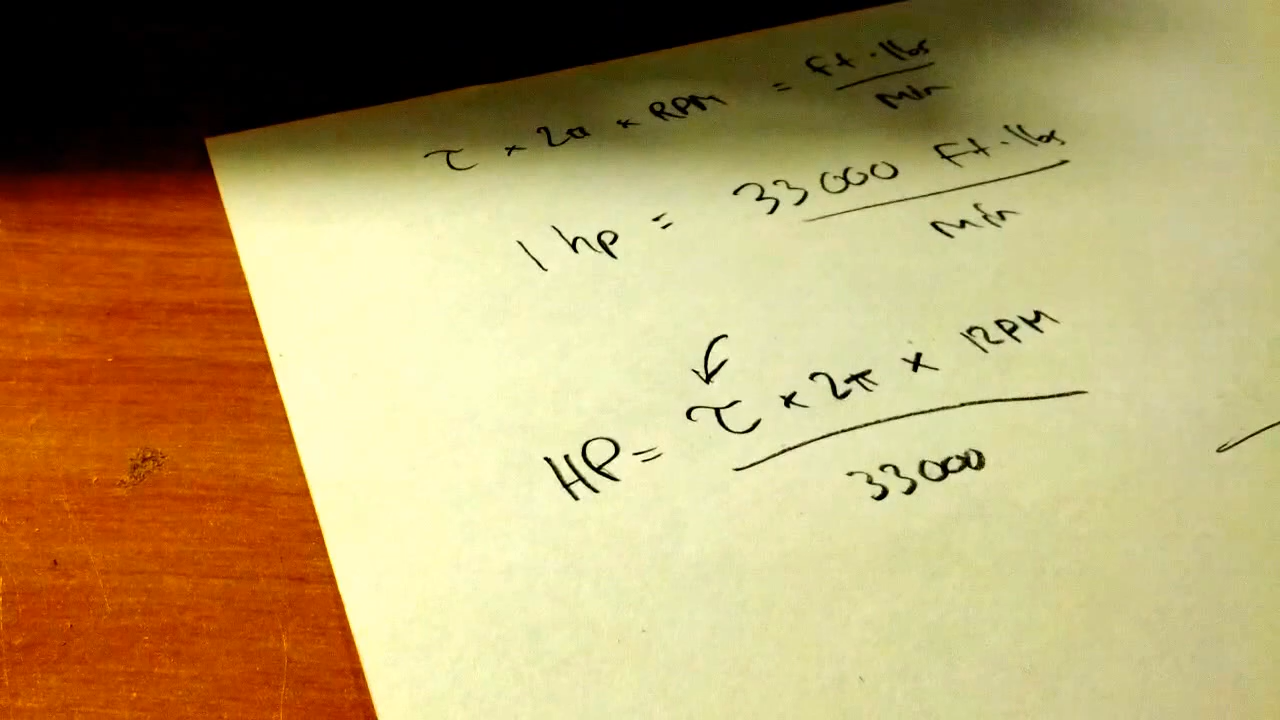 τ × 2π × RPM = ft·lbs / min
1 hp = 33000 Ft·lbs / min
HP = τ × 2π × RPM / 33000